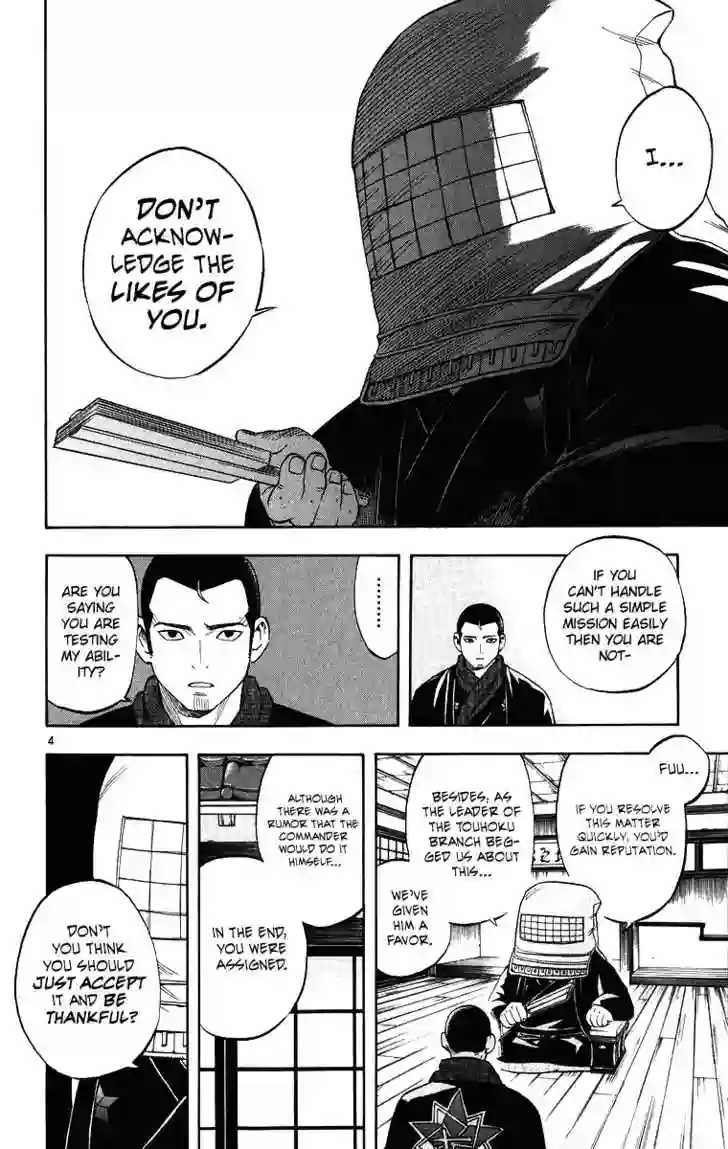 I...
DON'T
ACKNOW-
LEDGE THE
LIKES OF
YOU.
IF YOU
CAN'T HANDLE
SUCH A SIMPLE
MISSION EASILY
THEN YOU ARE
NOT-
.........
ARE YOU
SAYING
YOU ARE
TESTING
MY ABIL-
ITY?
4
FUU...
IF YOU RESOLVE
THIS MATTER
QUICKLY, YOU'D
GAIN REPUTATION.
BESIDES, AS
THE LEADER OF
THE TOUHOKU
BRANCH BEG-
GED US ABOUT
THIS...
WE'VE
GIVEN
HIM A
FAVOR.
ALTHOUGH
THERE WAS A
RUMOR THAT THE
COMMANDER
WOULD DO IT
HIMSELF...
IN THE END,
YOU WERE
ASSIGNED.
DON'T
YOU THINK
YOU SHOULD
JUST ACCEPT
IT AND BE
THANKFUL?